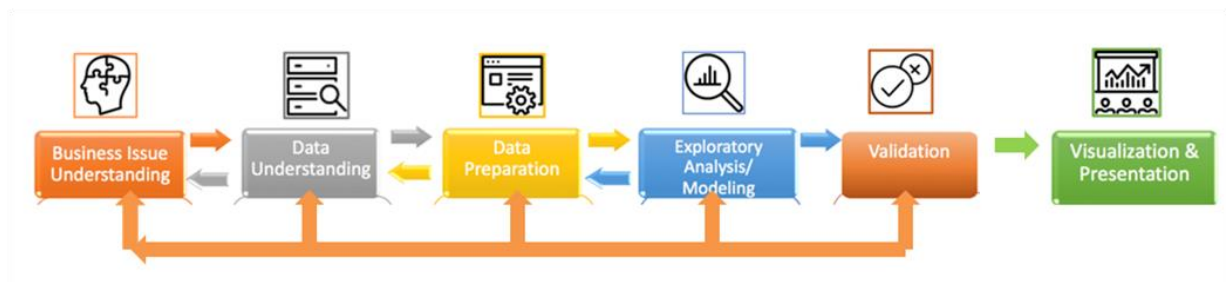 Business Issue
Understanding
Data
Understanding
Data
Preparation
Exploratory
Analysis/
Modeling
Validation
Visualization &
Presentation